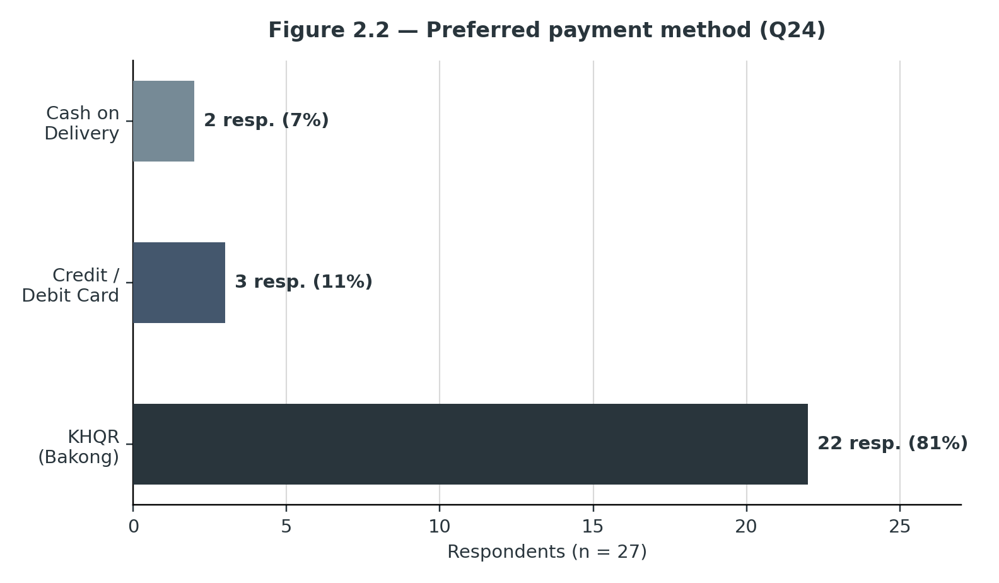 Figure 2.2 — Preferred payment method (Q24)
Cash on
Delivery
2 resp. (7%)
Credit /
Debit Card
3 resp. (11%)
KHQR
(Bakong)
22 resp. (81%)
0 5 10 15 20 25
Respondents (n = 27)